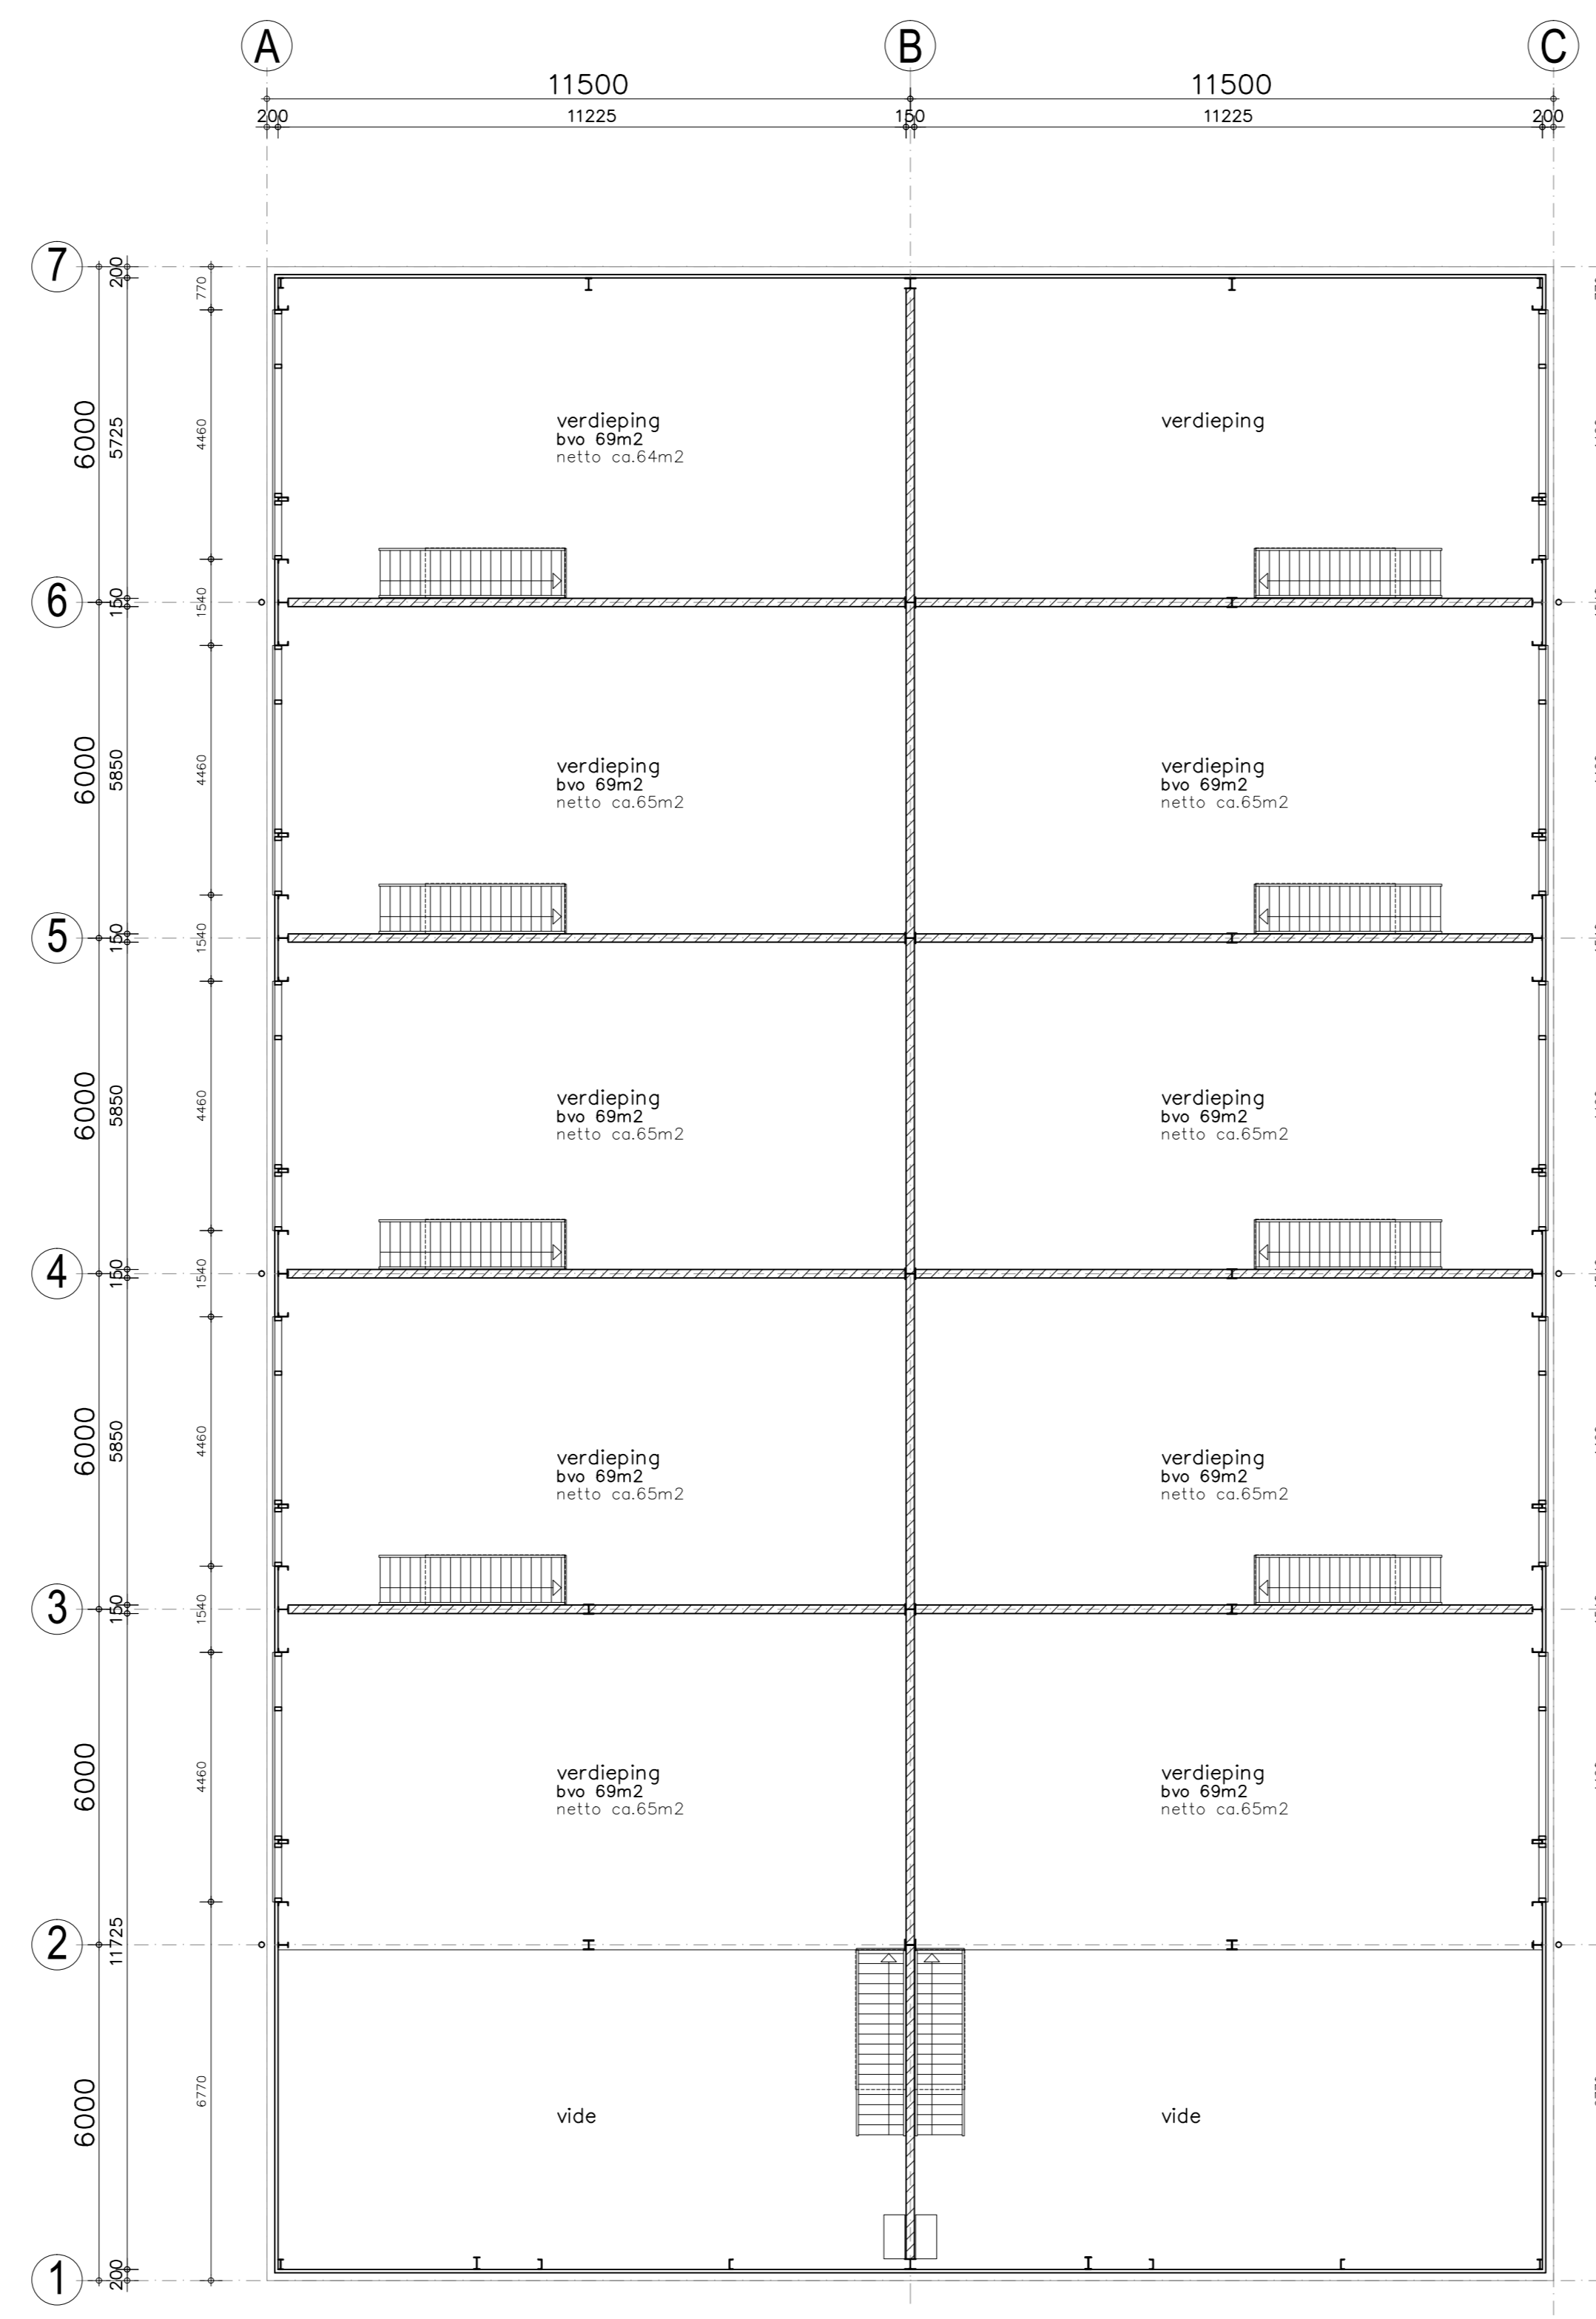 A
B
C
11500
11500
200
11225
150
11225
200
7
200
770
6000
5725
4460
verdieping
bvo 69m2
netto ca.64m2
verdieping
6
150
1540
6000
5850
4460
verdieping
bvo 69m2
netto ca.65m2
verdieping
bvo 69m2
netto ca.65m2
5
150
1540
6000
5850
4460
verdieping
bvo 69m2
netto ca.65m2
verdieping
bvo 69m2
netto ca.65m2
4
150
1540
6000
5850
4460
verdieping
bvo 69m2
netto ca.65m2
verdieping
bvo 69m2
netto ca.65m2
3
150
1540
6000
4460
verdieping
bvo 69m2
netto ca.65m2
verdieping
bvo 69m2
netto ca.65m2
2
11725
6000
6770
vide
vide
1
200